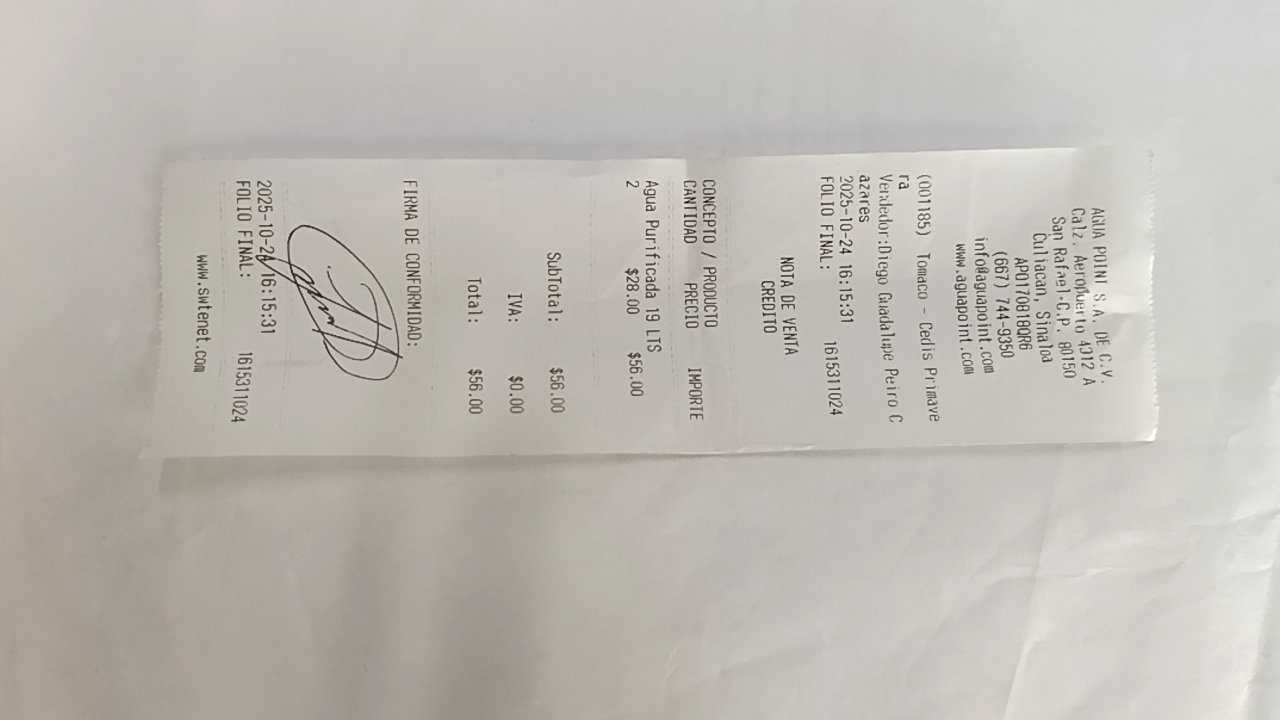 AGUA POINT S.A. DE C.V.
Calz. Aeropuerto 4312 A
San Rafael C.P. 80150
Culiacan, Sinaloa
APO170818QR6
(667) 744-9350
info@aguapoint.com
www.aguapoint.com
(001185) Tomaco - Cedis Primave
ra
Vendedor:Diego Guadalupe Peiro C
azares
2025-10-24 16:15:31
FOLIO FINAL: 1615311024
NOTA DE VENTA
CREDITO
CONCEPTO / PRODUCTO
CANTIDAD PRECIO IMPORTE
Agua Purificada 19 LTS
2 $28.00 $56.00
SubTotal: $56.00
IVA: $0.00
Total: $56.00
FIRMA DE CONFORMIDAD:
2025-10-24 16:15:31
FOLIO FINAL: 1615311024
www.swtenet.com